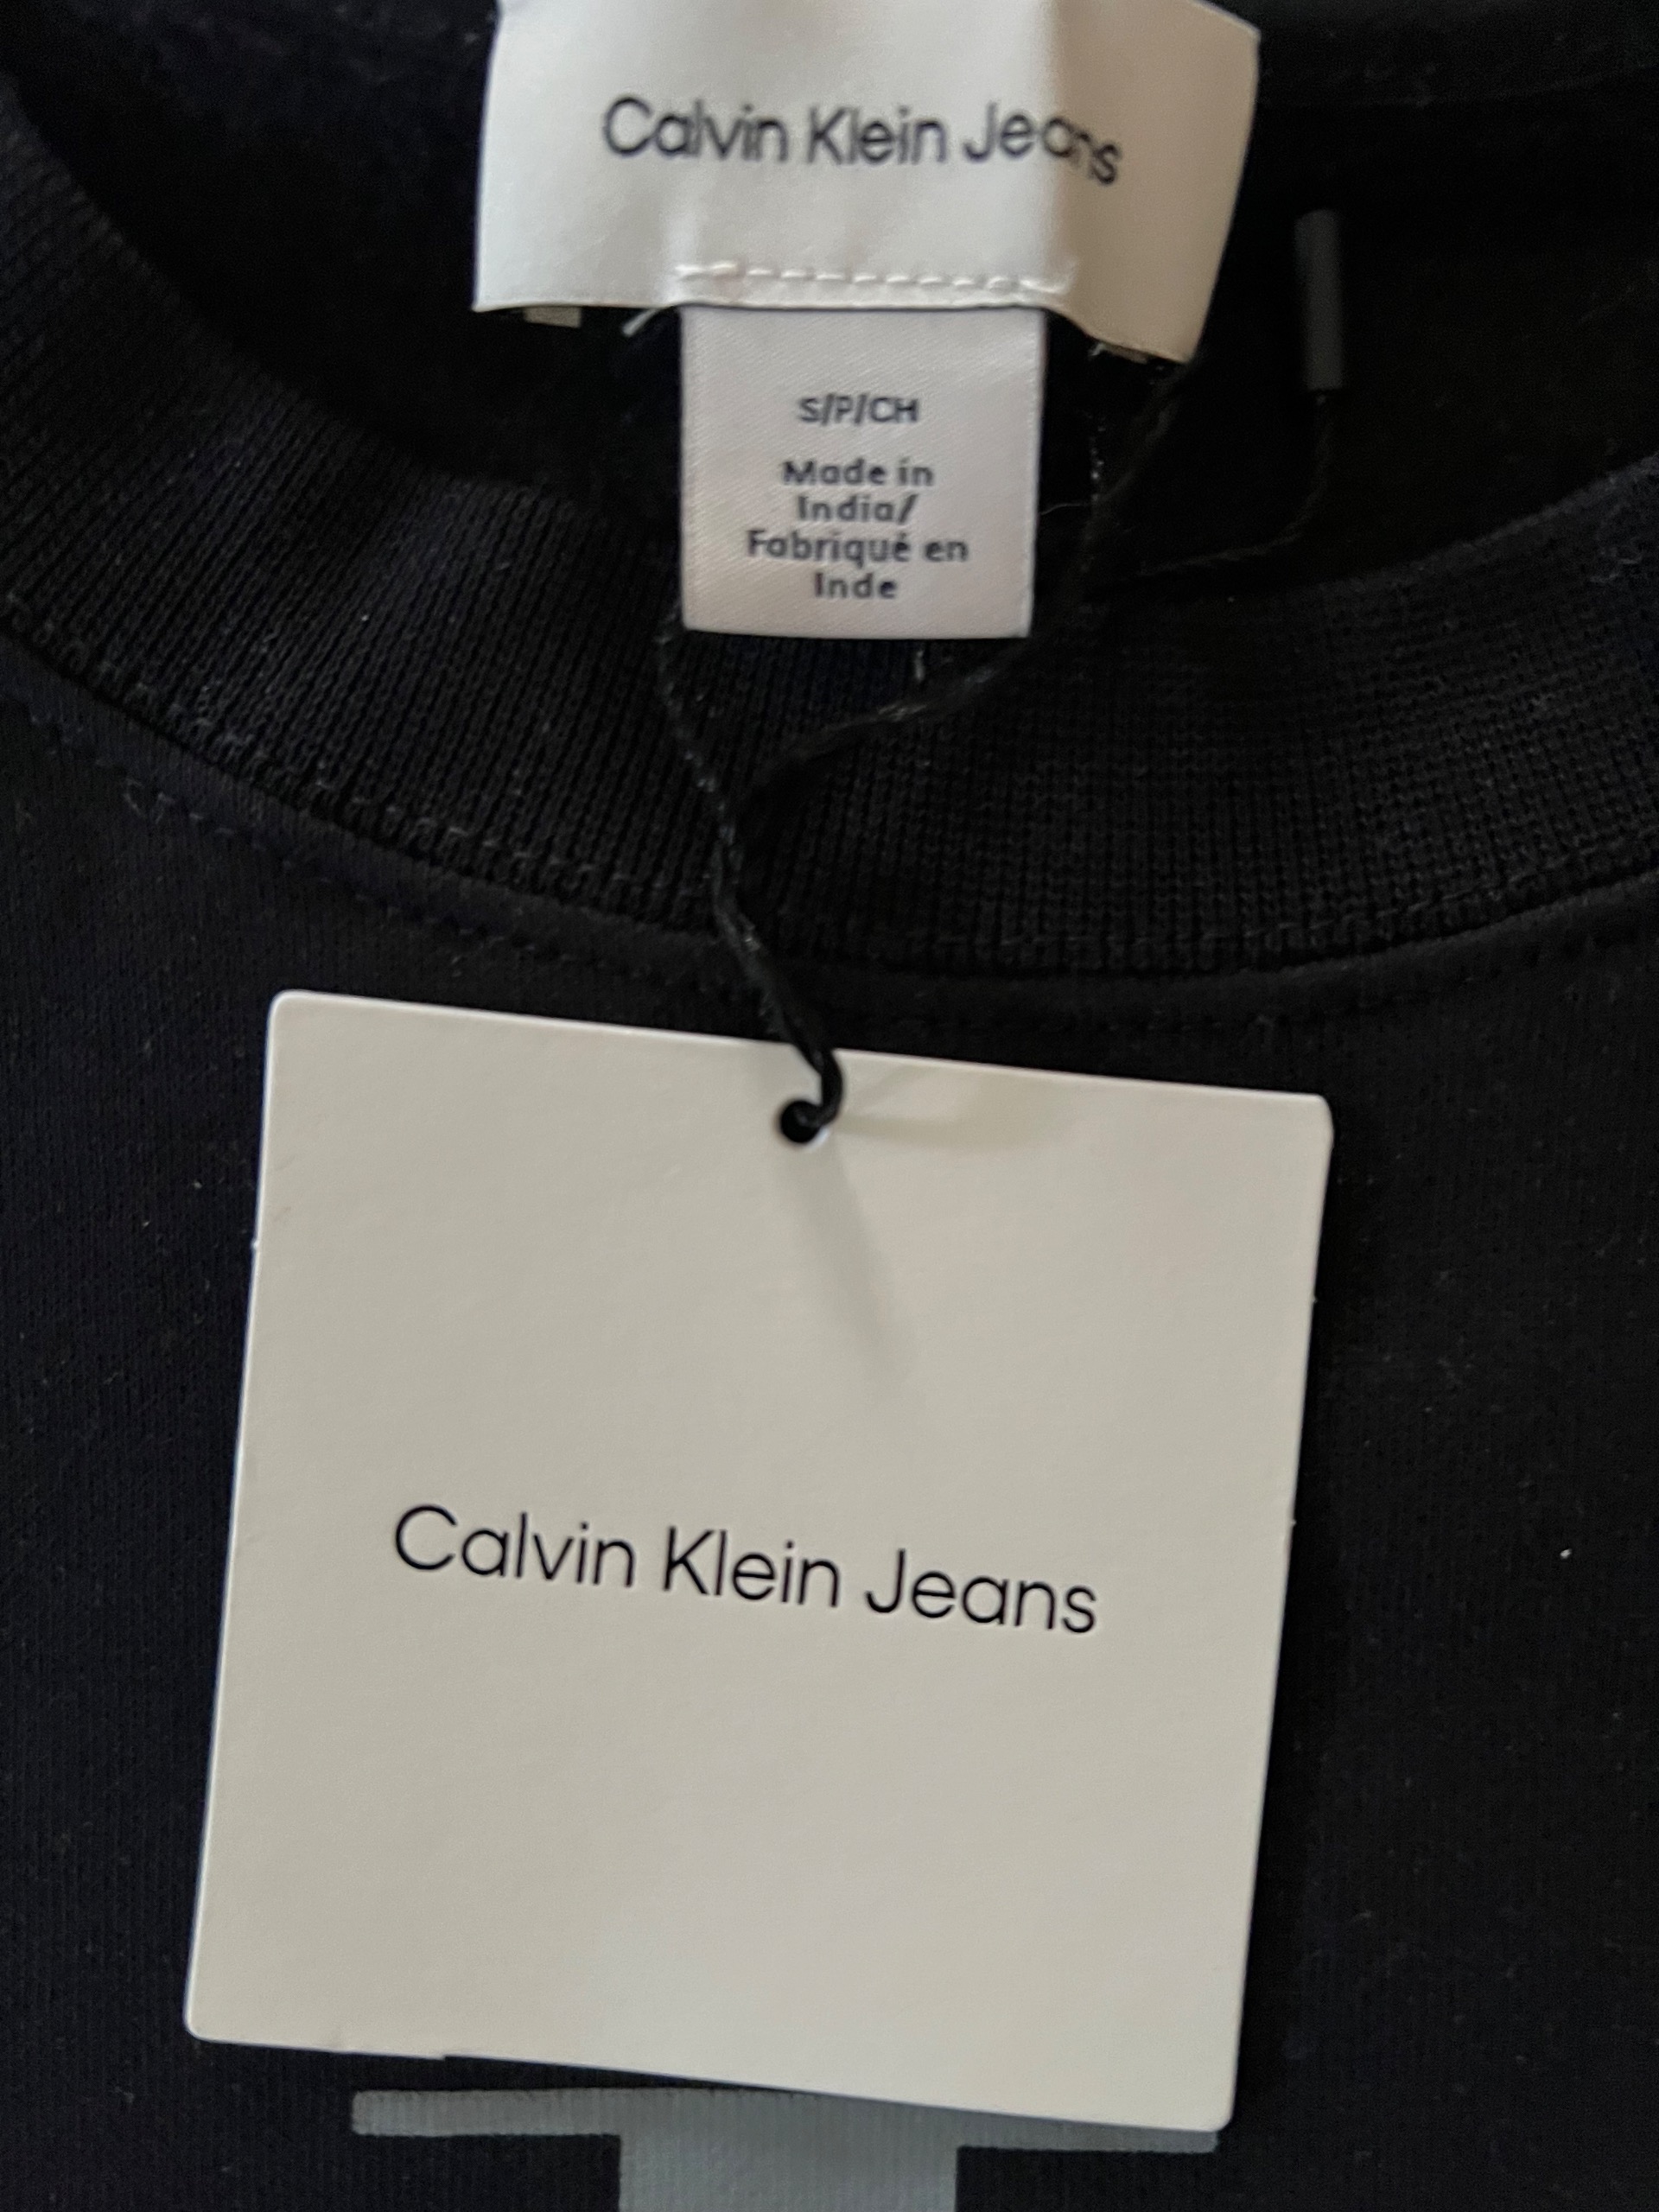 Calvin Klein Jeans
S/P/CH
Made in
India/
Fabriqué en
Inde
Calvin Klein Jeans